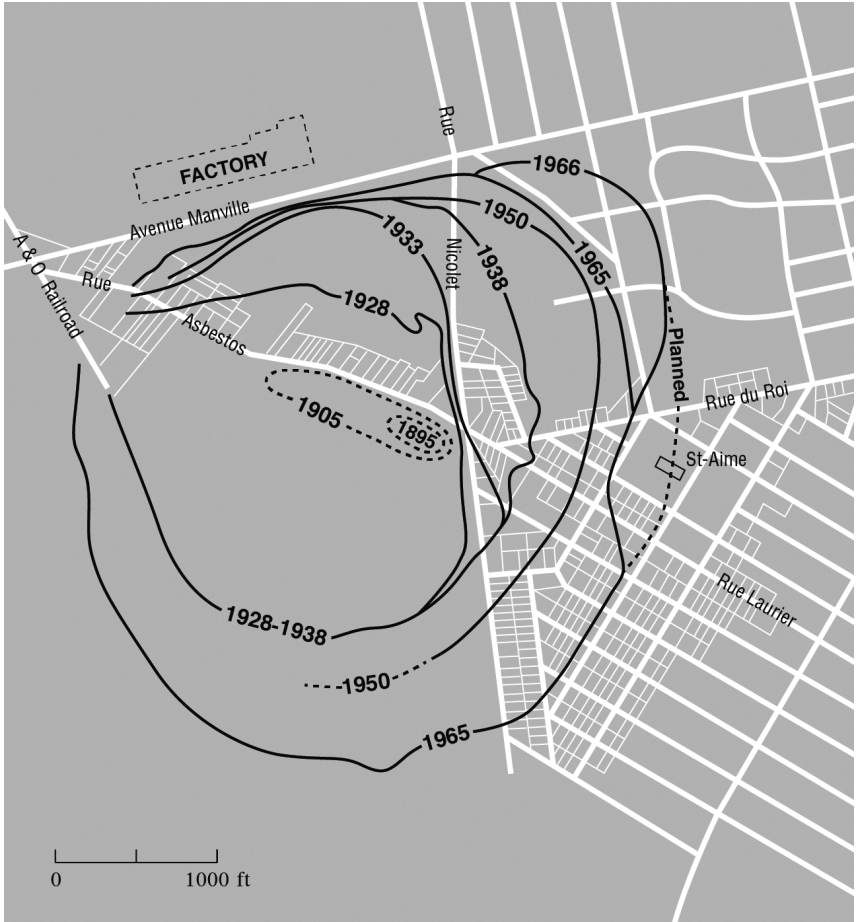 Rue
1966
FACTORY
Avenue Manville
1950
1933
1965
Nicolet
1938
A & O Railroad
Rue
1928
Asbestos
Planned
Rue du Roi
1905
1895
St-Aime
Rue Laurier
1928-1938
1950
1965
0
1000 ft